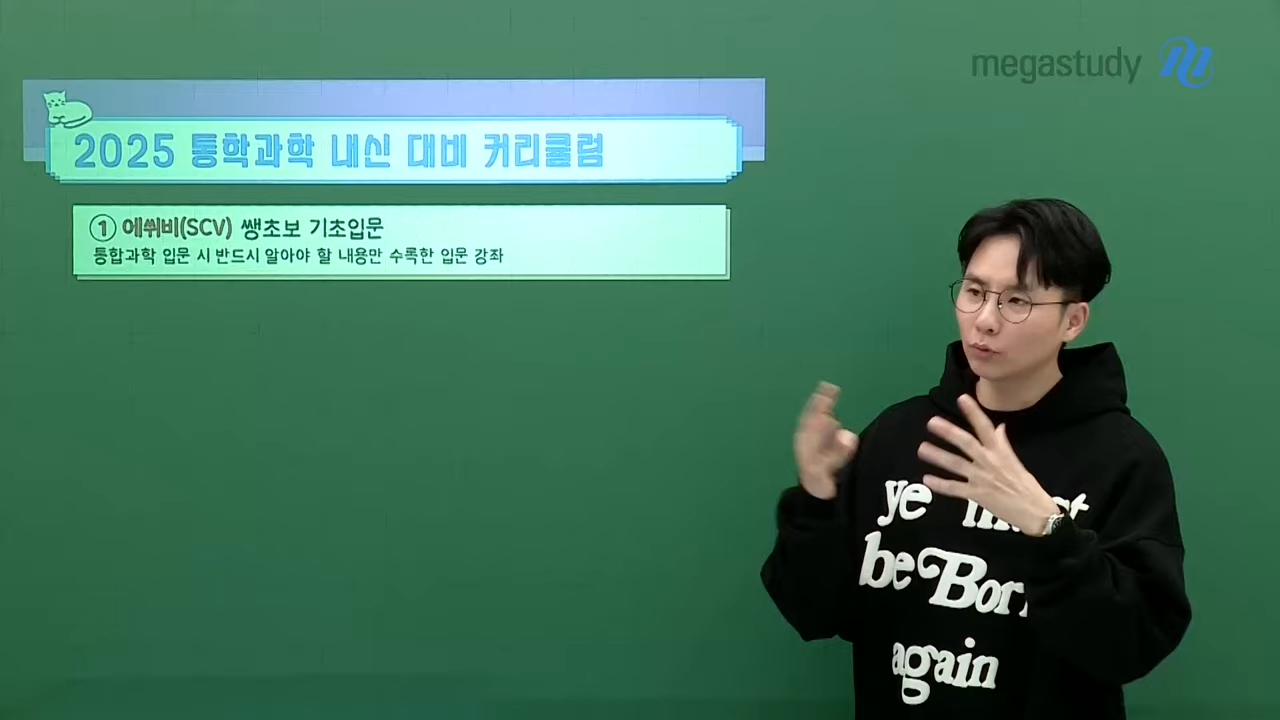 megastudy
2025 통학과학 내신 대비 커리큘럼
① 에쒸비(SCV) 쌩초보 기초입문
통합과학 입문 시 반드시 알아야 할 내용만 수록한 입문 강좌
ye
be Born
again